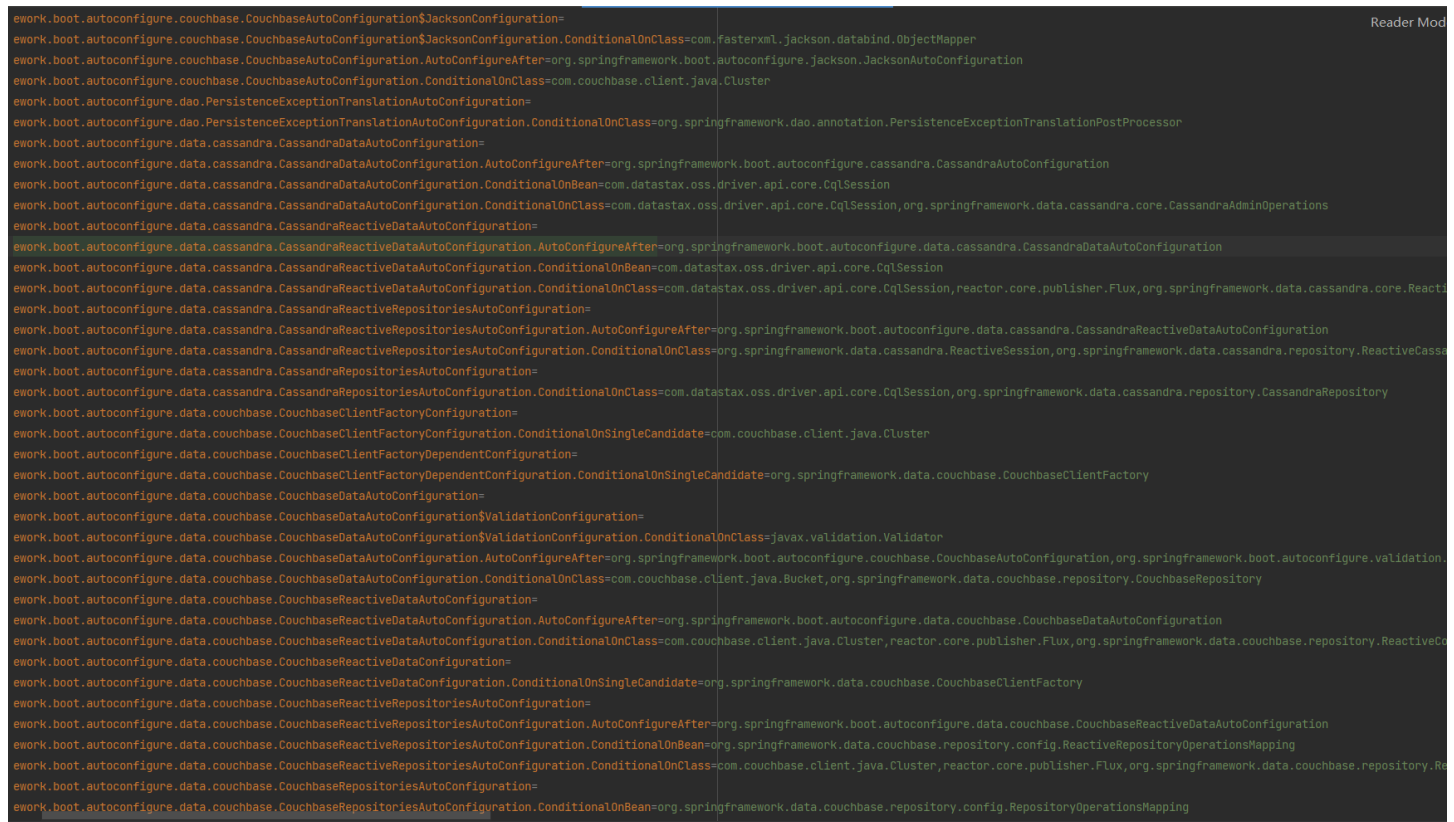 ework.boot.autoconfigure.couchbase.CouchbaseAutoConfiguration$JacksonConfiguration=
Reader Mod
ework.boot.autoconfigure.couchbase.CouchbaseAutoConfiguration$JacksonConfiguration.ConditionalOnClass=com.fasterxml.jackson.databind.ObjectMapper
ework.boot.autoconfigure.couchbase.CouchbaseAutoConfiguration.AutoConfigureAfter=org.springframework.boot.autoconfigure.jackson.JacksonAutoConfiguration
ework.boot.autoconfigure.couchbase.CouchbaseAutoConfiguration.ConditionalOnClass=com.couchbase.client.java.Cluster
ework.boot.autoconfigure.dao.PersistenceExceptionTranslationAutoConfiguration=
ework.boot.autoconfigure.dao.PersistenceExceptionTranslationAutoConfiguration.ConditionalOnClass=org.springframework.dao.annotation.PersistenceExceptionTranslationPostProcessor
ework.boot.autoconfigure.data.cassandra.CassandraDataAutoConfiguration=
ework.boot.autoconfigure.data.cassandra.CassandraDataAutoConfiguration.AutoConfigureAfter=org.springframework.boot.autoconfigure.cassandra.CassandraAutoConfiguration
ework.boot.autoconfigure.data.cassandra.CassandraDataAutoConfiguration.ConditionalOnBean=com.datastax.oss.driver.api.core.CqlSession
ework.boot.autoconfigure.data.cassandra.CassandraDataAutoConfiguration.ConditionalOnClass=com.datastax.oss.driver.api.core.CqlSession,org.springframework.data.cassandra.core.CassandraAdminOperations
ework.boot.autoconfigure.data.cassandra.CassandraReactiveDataAutoConfiguration=
ework.boot.autoconfigure.data.cassandra.CassandraReactiveDataAutoConfiguration.AutoConfigureAfter=org.springframework.boot.autoconfigure.data.cassandra.CassandraDataAutoConfiguration
ework.boot.autoconfigure.data.cassandra.CassandraReactiveDataAutoConfiguration.ConditionalOnBean=com.datastax.oss.driver.api.core.CqlSession
ework.boot.autoconfigure.data.cassandra.CassandraReactiveDataAutoConfiguration.ConditionalOnClass=com.datastax.oss.driver.api.core.CqlSession,reactor.core.publisher.Flux,org.springframework.data.cassandra.core.Reacti
ework.boot.autoconfigure.data.cassandra.CassandraReactiveRepositoriesAutoConfiguration=
ework.boot.autoconfigure.data.cassandra.CassandraReactiveRepositoriesAutoConfiguration.AutoConfigureAfter=org.springframework.boot.autoconfigure.data.cassandra.CassandraReactiveDataAutoConfiguration
ework.boot.autoconfigure.data.cassandra.CassandraReactiveRepositoriesAutoConfiguration.ConditionalOnClass=org.springframework.data.cassandra.ReactiveSession,org.springframework.data.cassandra.repository.ReactiveCassa
ework.boot.autoconfigure.data.cassandra.CassandraRepositoriesAutoConfiguration=
ework.boot.autoconfigure.data.cassandra.CassandraRepositoriesAutoConfiguration.ConditionalOnClass=com.datastax.oss.driver.api.core.CqlSession,org.springframework.data.cassandra.repository.CassandraRepository
ework.boot.autoconfigure.data.couchbase.CouchbaseClientFactoryConfiguration=
ework.boot.autoconfigure.data.couchbase.CouchbaseClientFactoryConfiguration.ConditionalOnSingleCandidate=com.couchbase.client.java.Cluster
ework.boot.autoconfigure.data.couchbase.CouchbaseClientFactoryDependentConfiguration=
ework.boot.autoconfigure.data.couchbase.CouchbaseClientFactoryDependentConfiguration.ConditionalOnSingleCandidate=org.springframework.data.couchbase.CouchbaseClientFactory
ework.boot.autoconfigure.data.couchbase.CouchbaseDataAutoConfiguration=
ework.boot.autoconfigure.data.couchbase.CouchbaseDataAutoConfiguration$ValidationConfiguration=
ework.boot.autoconfigure.data.couchbase.CouchbaseDataAutoConfiguration$ValidationConfiguration.ConditionalOnClass=javax.validation.Validator
ework.boot.autoconfigure.data.couchbase.CouchbaseDataAutoConfiguration.AutoConfigureAfter=org.springframework.boot.autoconfigure.couchbase.CouchbaseAutoConfiguration,org.springframework.boot.autoconfigure.validation.
ework.boot.autoconfigure.data.couchbase.CouchbaseDataAutoConfiguration.ConditionalOnClass=com.couchbase.client.java.Bucket,org.springframework.data.couchbase.repository.CouchbaseRepository
ework.boot.autoconfigure.data.couchbase.CouchbaseReactiveDataAutoConfiguration=
ework.boot.autoconfigure.data.couchbase.CouchbaseReactiveDataAutoConfiguration.AutoConfigureAfter=org.springframework.boot.autoconfigure.data.couchbase.CouchbaseDataAutoConfiguration
ework.boot.autoconfigure.data.couchbase.CouchbaseReactiveDataAutoConfiguration.ConditionalOnClass=com.couchbase.client.java.Cluster,reactor.core.publisher.Flux,org.springframework.data.couchbase.repository.ReactiveCo
ework.boot.autoconfigure.data.couchbase.CouchbaseReactiveDataConfiguration=
ework.boot.autoconfigure.data.couchbase.CouchbaseReactiveDataConfiguration.ConditionalOnSingleCandidate=org.springframework.data.couchbase.CouchbaseClientFactory
ework.boot.autoconfigure.data.couchbase.CouchbaseReactiveRepositoriesAutoConfiguration=
ework.boot.autoconfigure.data.couchbase.CouchbaseReactiveRepositoriesAutoConfiguration.AutoConfigureAfter=org.springframework.boot.autoconfigure.data.couchbase.CouchbaseReactiveDataAutoConfiguration
ework.boot.autoconfigure.data.couchbase.CouchbaseReactiveRepositoriesAutoConfiguration.ConditionalOnBean=org.springframework.data.couchbase.repository.config.ReactiveRepositoryOperationsMapping
ework.boot.autoconfigure.data.couchbase.CouchbaseReactiveRepositoriesAutoConfiguration.ConditionalOnClass=com.couchbase.client.java.Cluster,reactor.core.publisher.Flux,org.springframework.data.couchbase.repository.Re
ework.boot.autoconfigure.data.couchbase.CouchbaseRepositoriesAutoConfiguration=
ework.boot.autoconfigure.data.couchbase.CouchbaseRepositoriesAutoConfiguration.ConditionalOnBean=org.springframework.data.couchbase.repository.config.RepositoryOperationsMapping